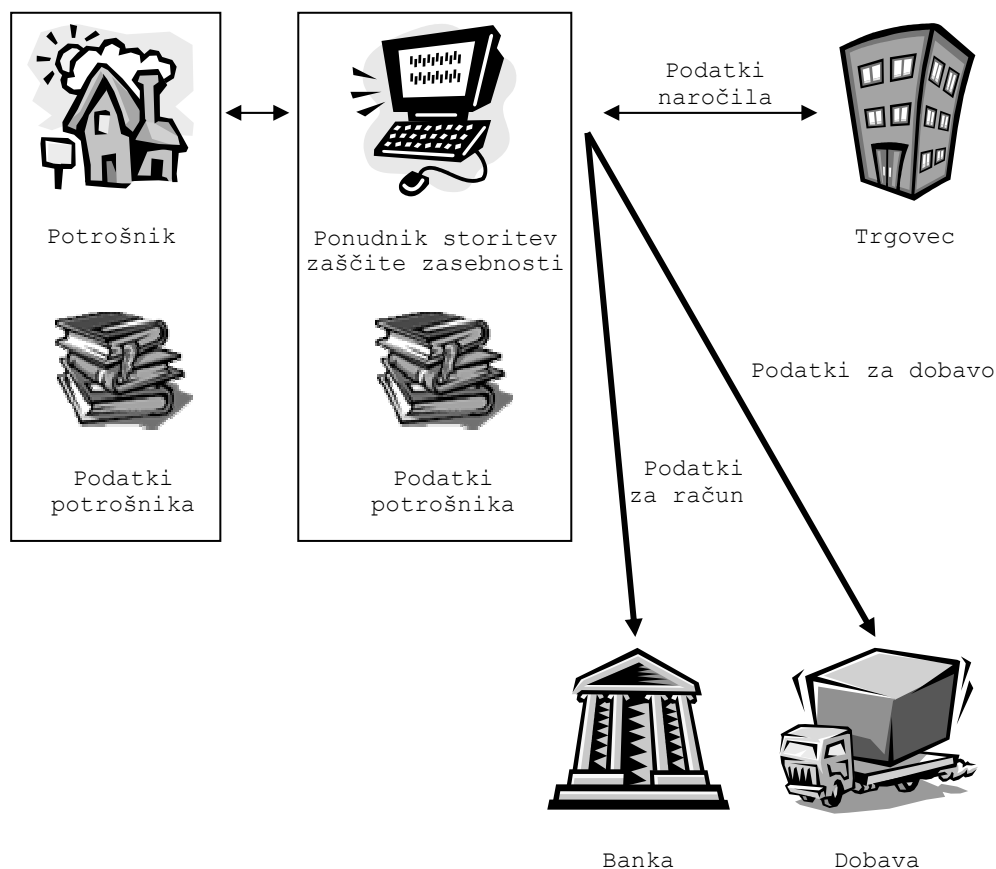 Podatki
naročila
Potrošnik
Ponudnik storitev
zaščite zasebnosti
Trgovec
Podatki za dobavo
Podatki
za račun
Podatki
potrošnika
Podatki
potrošnika
Banka
Dobava